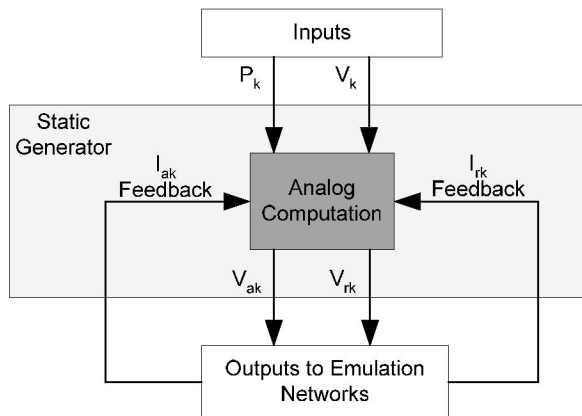 Inputs
P_k
V_k
Static
Generator
I_ak
Feedback
Analog
Computation
I_rk
Feedback
V_ak
V_rk
Outputs to Emulation
Networks